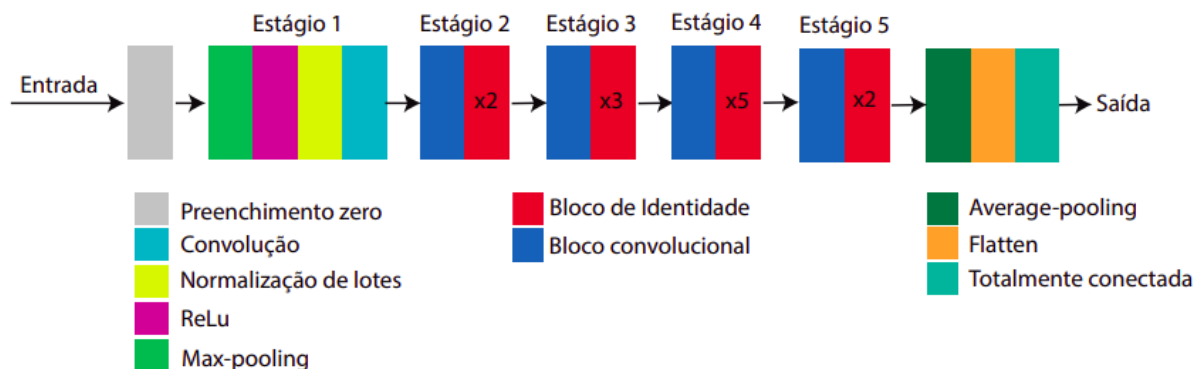 Estágio 1
Estágio 2
Estágio 3
Estágio 4
Estágio 5
Entrada
x2
x3
x5
x2
Saída
Preenchimento zero
Convolução
Normalização de lotes
ReLu
Max-pooling
Bloco de Identidade
Bloco convolucional
Average-pooling
Flatten
Totalmente conectada